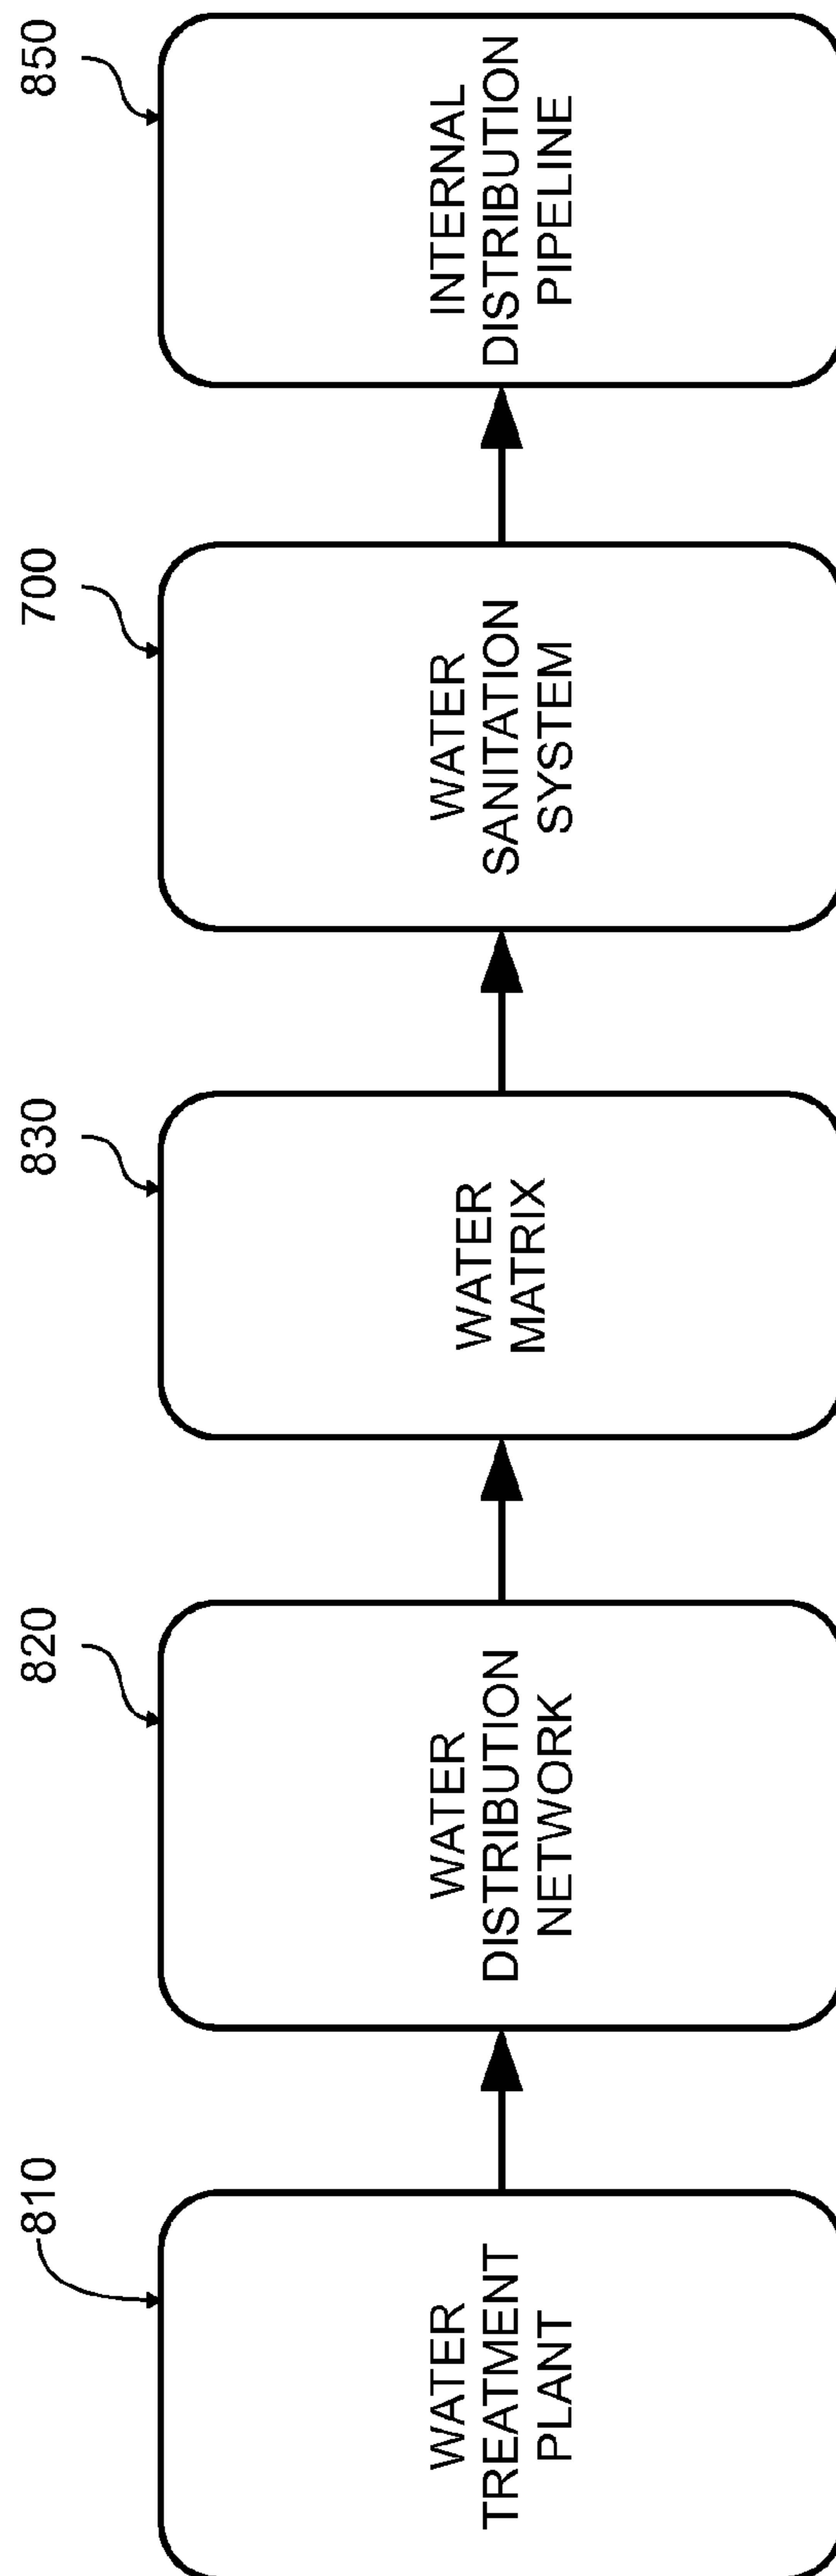 810
WATER
TREATMENT
PLANT
820
WATER
DISTRIBUTION
NETWORK
830
WATER
MATRIX
700
WATER
SANITATION
SYSTEM
850
INTERNAL
DISTRIBUTION
PIPELINE